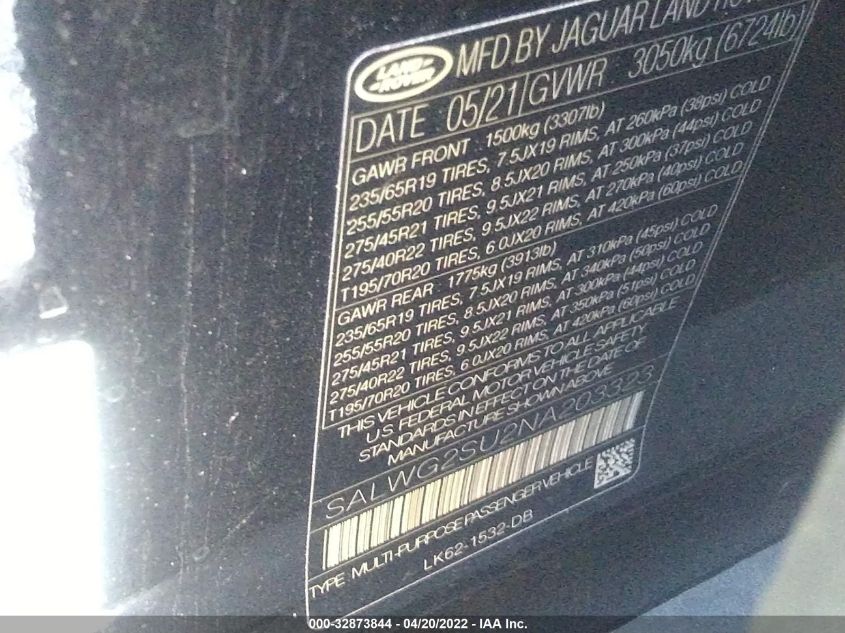 LAND
ROVER
MFD BY JAGUAR LAND
DATE 05/21 GVWR 3050kg (6724lb)
GAWR FRONT : 1500kg (3307lb)
235/65R19 TIRES, 7.5JX19 RIMS, AT 260kPa (38psi) COLD
255/55R20 TIRES, 8.5JX20 RIMS, AT 300kPa (44psi) COLD
275/45R21 TIRES, 9.5JX21 RIMS, AT 250kPa (37psi) COLD
275/40R22 TIRES, 9.5JX22 RIMS, AT 270kPa (40psi) COLD
T195/70R20 TIRES, 6.0JX20 RIMS, AT 420kPa (60psi) COLD
GAWR REAR : 1775kg (3913lb)
235/65R19 TIRES, 7.5JX19 RIMS, AT 310kPa (45psi) COLD
255/55R20 TIRES, 8.5JX20 RIMS, AT 340kPa (50psi) COLD
275/45R21 TIRES, 9.5JX21 RIMS, AT 300kPa (44psi) COLD
275/40R22 TIRES, 9.5JX22 RIMS, AT 350kPa (51psi) COLD
T195/70R20 TIRES, 6.0JX20 RIMS, AT 420kPa (60psi) COLD
THIS VEHICLE CONFORMS TO ALL APPLICABLE
U.S. FEDERAL MOTOR VEHICLE SAFETY
STANDARDS IN EFFECT ON THE DATE OF
MANUFACTURE SHOWN ABOVE
SALWG2SU2NA203323
TYPE: MULTI-PURPOSE PASSENGER VEHICLE
LK62-1532-DB
000-32873844 - 04/20/2022 - IAA Inc.